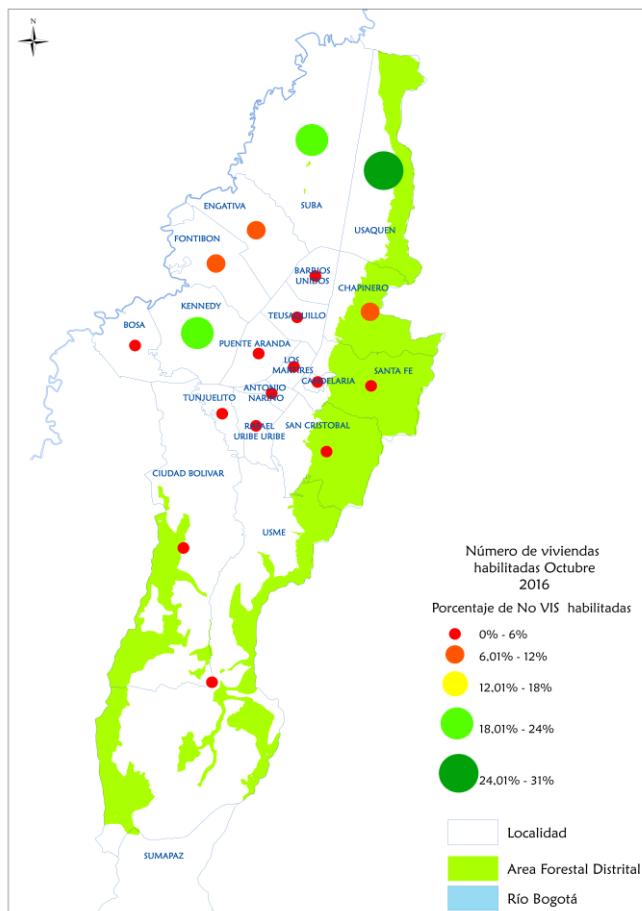 N
ENGATIVA
SUBA
FONTIBON
USAQUEN
BARRIOS
UNIDOS
CHAPINERO
KENNEDY
TEUSAQUILLO
BOSA
PUENTE ARANDA
LOS
MARTIRES
SANTA FE
CANDELARIA
ANTONIO
NARIÑO
TUNJUELITO
RAFAEL
URIBE URIBE
SAN CRISTOBAL
CIUDAD BOLIVAR
USME
SUMAPAZ
Número de viviendas
habilitadas Octubre
2016
Porcentaje de No VIS habilitadas
0% - 6%
6,01% - 12%
12,01% - 18%
18,01% - 24%
24,01% - 31%
Localidad
Area Forestal Distrital
Río Bogotá